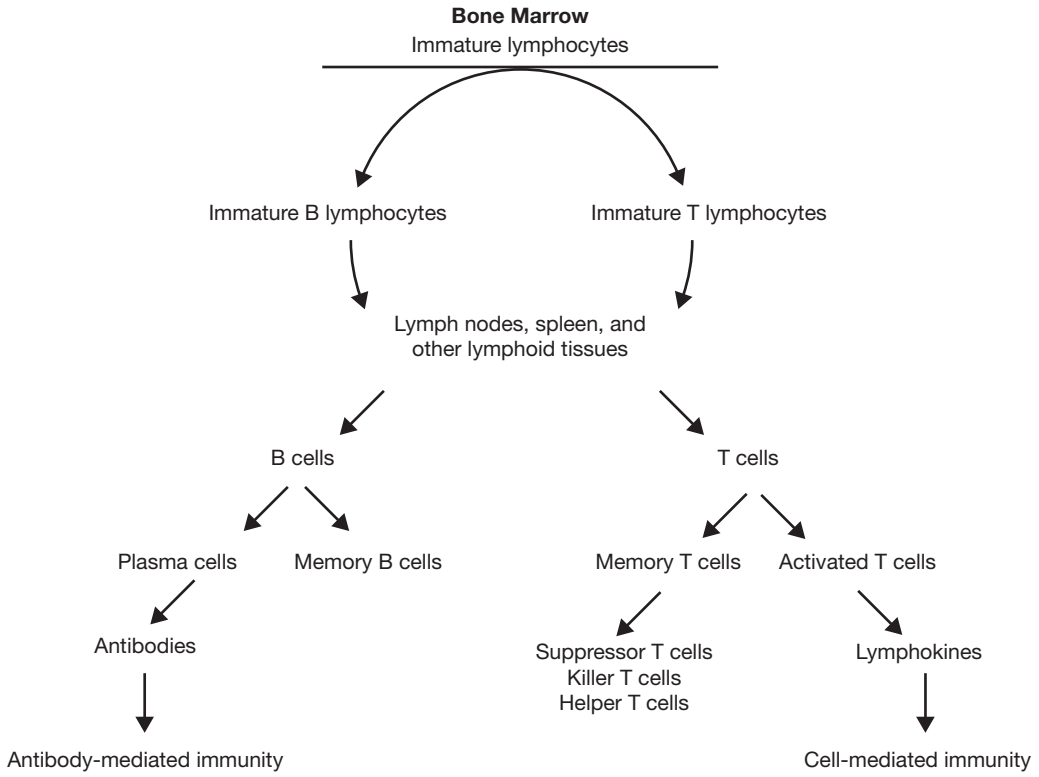 Bone Marrow
Immature lymphocytes
Immature B lymphocytes
Immature T lymphocytes
Lymph nodes, spleen, and
other lymphoid tissues
B cells
T cells
Plasma cells
Memory B cells
Memory T cells
Activated T cells
Antibodies
Suppressor T cells
Killer T cells
Helper T cells
Lymphokines
Antibody-mediated immunity
Cell-mediated immunity